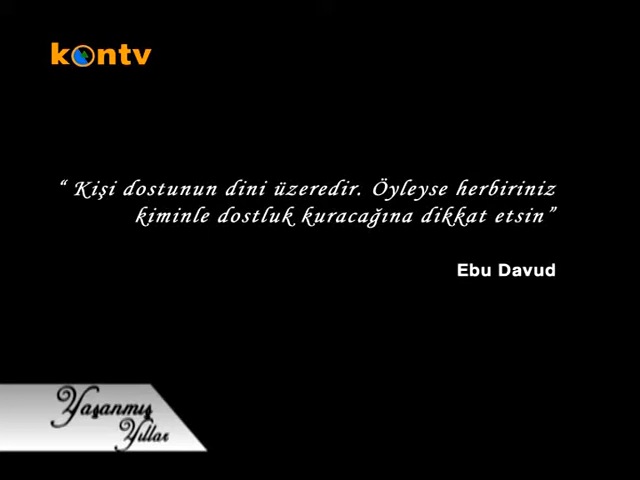 kontv
“ Kişi dostunun dini üzeredir. Öyleyse herbiriniz
kiminle dostluk kuracağına dikkat etsin”
Ebu Davud
Yaşanmış
Yıllar